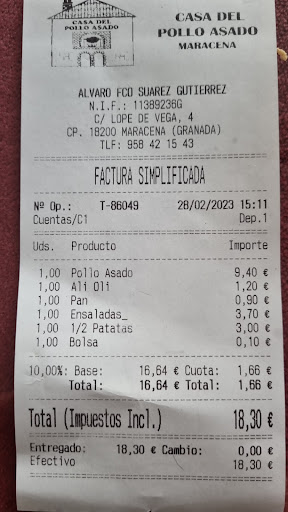 CASA DEL
POLLO ASADO
CASA DEL
POLLO ASADO
MARACENA
ALVARO FCO SUAREZ GUTIERREZ
N.I.F.: 11389236G
C/ LOPE DE VEGA, 4
CP. 18200 MARACENA (GRANADA)
TLF: 958 42 15 43
FACTURA SIMPLIFICADA
Nº Op.: T-86049 28/02/2023 15:11
Cuentas/C1 Dep.1
Uds. Producto Importe
1,00 Pollo Asado 9,40 €
1,00 Ali Oli 1,20 €
1,00 Pan 0,90 €
1,00 Ensaladas_ 3,70 €
1,00 1/2 Patatas 3,00 €
1,00 Bolsa 0,10 €
10,00%: Base: 16,64 € Cuota: 1,66 €
Total: 16,64 € Total: 1,66 €
Total (Impuestos Incl.) 18,30 €
Entregado: 18,30 € Cambio: 0,00 €
Efectivo 18,30 €